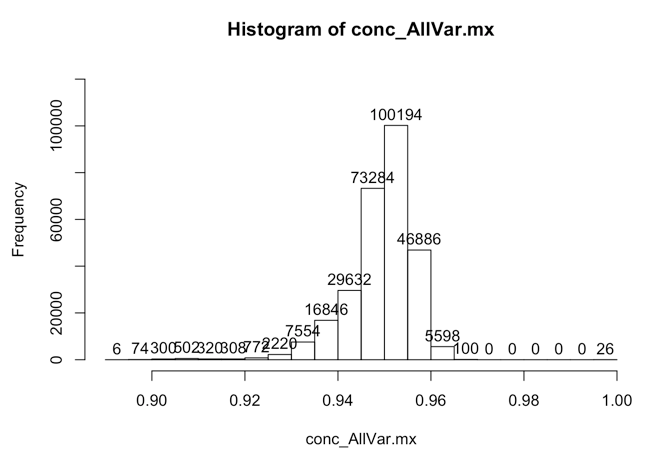 Histogram of conc_AllVar.mx
Frequency
0
20000
60000
100000
6 74 300 502 320 308 772 2220 7554 16846 29632 73284 100194 46886 5598 100 0 0 0 0 0 26
0.90 0.92 0.94 0.96 0.98 1.00
conc_AllVar.mx